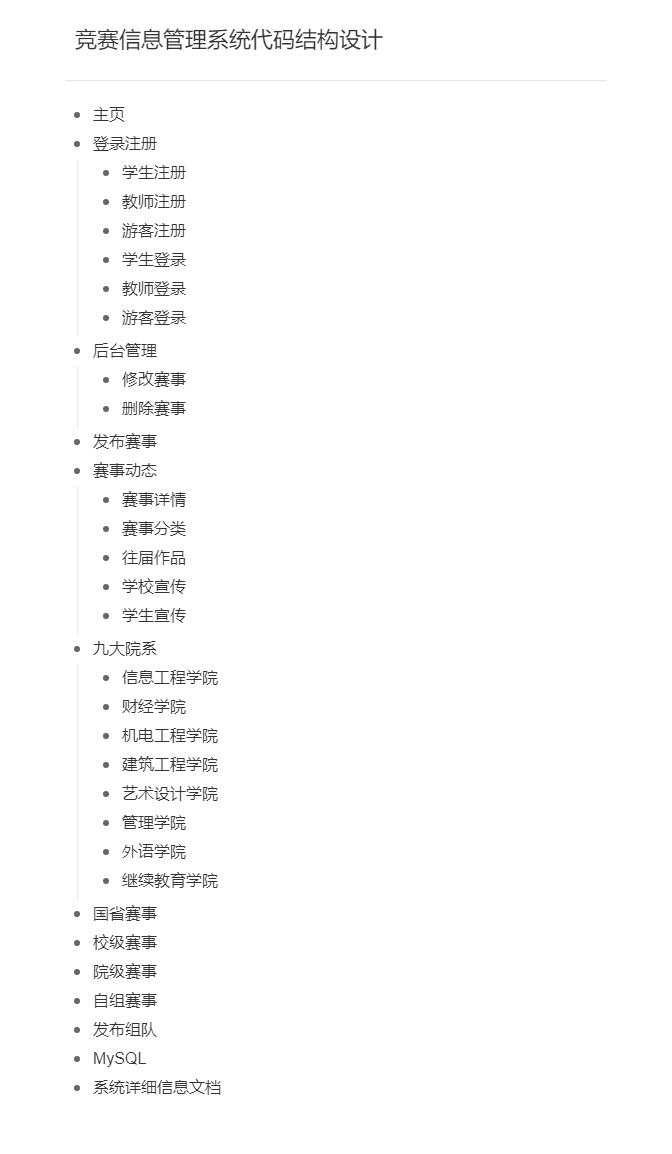 竞赛信息管理系统代码结构设计
主页
登录注册
学生注册
教师注册
游客注册
学生登录
教师登录
游客登录
后台管理
修改赛事
删除赛事
发布赛事
赛事动态
赛事详情
赛事分类
往届作品
学校宣传
学生宣传
九大院系
信息工程学院
财经学院
机电工程学院
建筑工程学院
艺术设计学院
管理学院
外语学院
继续教育学院
国省赛事
校级赛事
院级赛事
自组赛事
发布组队
MySQL
系统详细信息文档